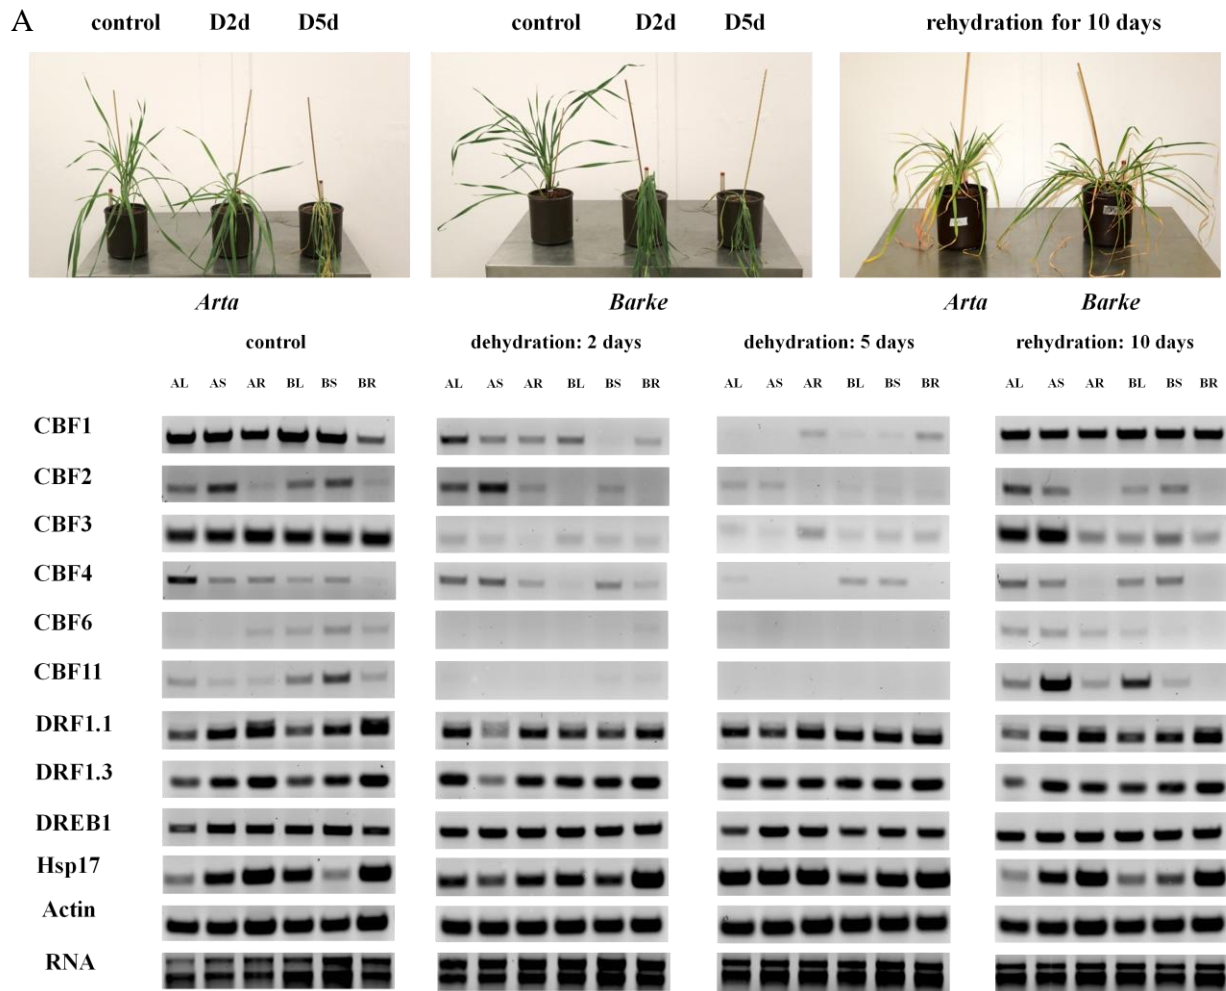 A control D2d D5d control D2d D5d rehydration for 10 days
Arta Barke Arta Barke
control dehydration: 2 days dehydration: 5 days rehydration: 10 days
AL AS AR BL BS BR AL AS AR BL BS BR AL AS AR BL BS BR AL AS AR BL BS BR
CBF1
CBF2
CBF3
CBF4
CBF6
CBF11
DRF1.1
DRF1.3
DREB1
Hsp17
Actin
RNA